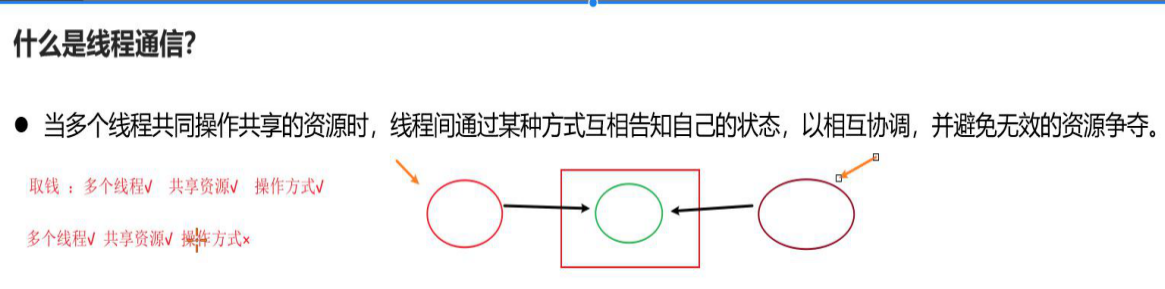 什么是线程通信？
● 当多个线程共同操作共享的资源时，线程间通过某种方式互相告知自己的状态，以相互协调，并避免无效的资源争夺。
取钱 ：多个线程√ 共享资源√ 操作方式√
多个线程√ 共享资源√ 操作方式×